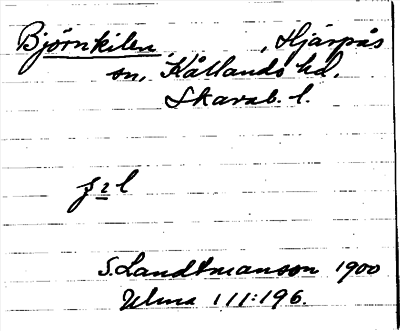 Björnkilen, Hjärpås
sn, Kållands hd.
Skarab. l.
S. Landtmanson 1900
Ulma 111:196.